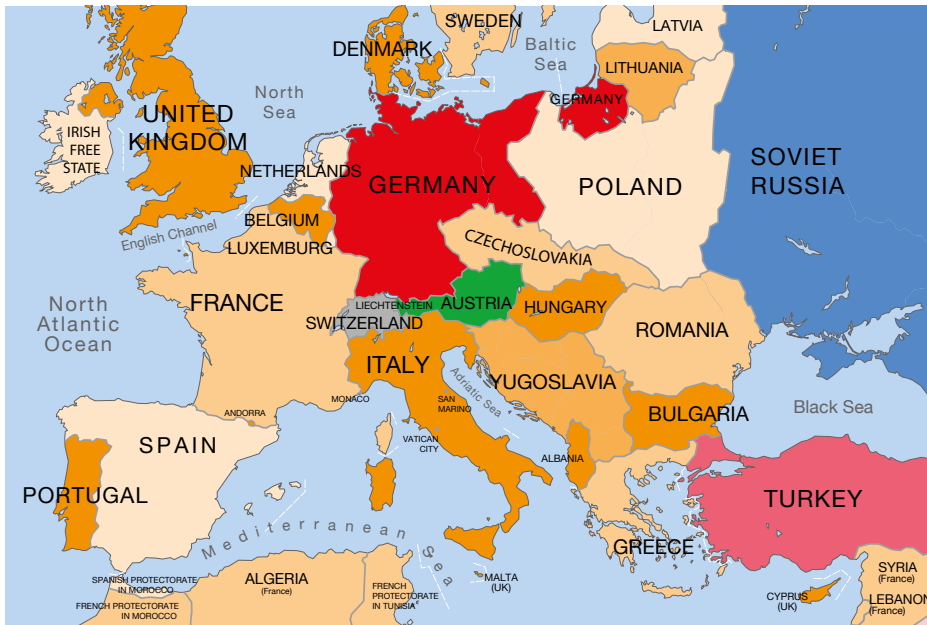 SWEDEN
LATVIA
DENMARK
Baltic
Sea
LITHUANIA
North
Sea
GERMANY
UNITED
KINGDOM
IRISH
FREE
STATE
NETHERLANDS
GERMANY
POLAND
SOVIET
RUSSIA
BELGIUM
English Channel
LUXEMBURG
CZECHOSLOVAKIA
North
Atlantic
Ocean
FRANCE
LIECHTENSTEIN
AUSTRIA
HUNGARY
SWITZERLAND
ROMANIA
ITALY
Adriatic Sea
YUGOSLAVIA
MONACO
SAN
MARINO
ANDORRA
BULGARIA
Black Sea
SPAIN
VATICAN
CITY
ALBANIA
PORTUGAL
TURKEY
Mediterranean Sea
GREECE
SPANISH PROTECTORATE
IN MOROCCO
FRENCH PROTECTORATE
IN MOROCCO
ALGERIA
(France)
FRENCH
PROTECTORATE
IN TUNISIA
MALTA
(UK)
CYPRUS
(UK)
SYRIA
(France)
LEBANON
(France)